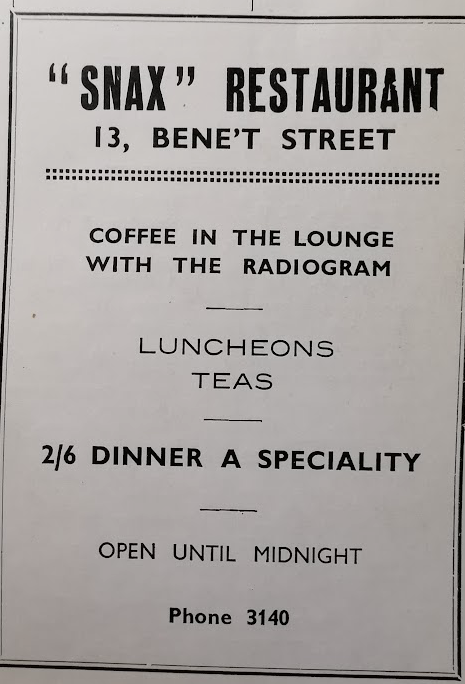 “SNAX” RESTAURANT
13, BENE'T STREET
COFFEE IN THE LOUNGE
WITH THE RADIOGRAM
LUNCHEONS
TEAS
2/6 DINNER A SPECIALITY
OPEN UNTIL MIDNIGHT
Phone 3140